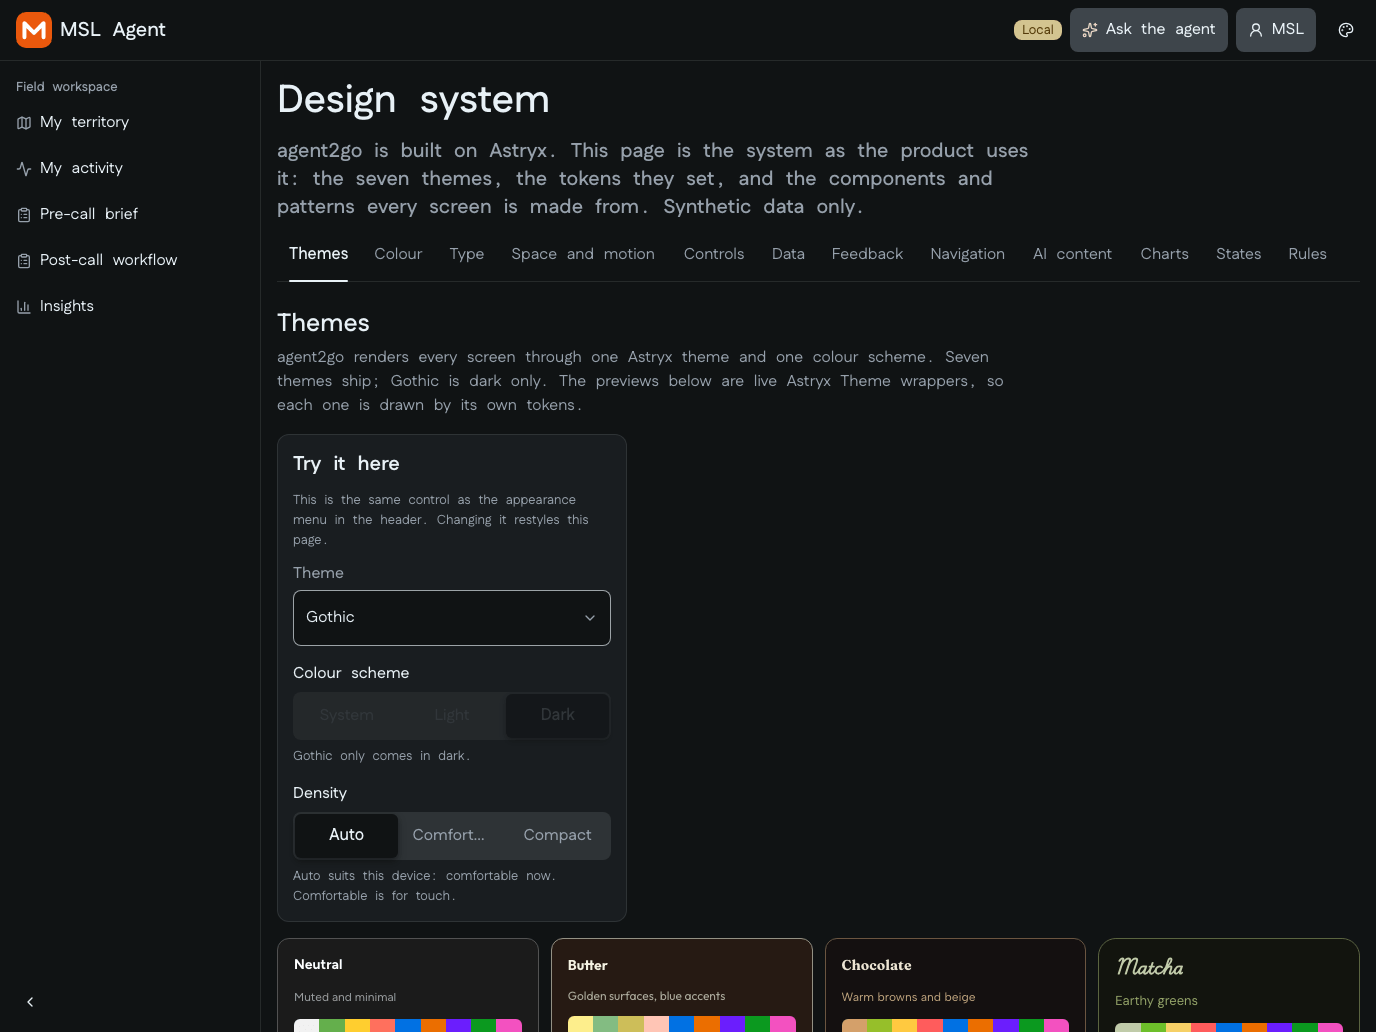 MSL Agent
Local
Ask the agent
MSL
Field workspace
My territory
My activity
Pre-call brief
Post-call workflow
Insights
Design system
agent2go is built on Astryx. This page is the system as the product uses
it: the seven themes, the tokens they set, and the components and
patterns every screen is made from. Synthetic data only.
Themes Colour Type Space and motion Controls Data Feedback Navigation AI content Charts States Rules
Themes
agent2go renders every screen through one Astryx theme and one colour scheme. Seven
themes ship; Gothic is dark only. The previews below are live Astryx Theme wrappers, so
each one is drawn by its own tokens.
Try it here
This is the same control as the appearance
menu in the header. Changing it restyles this
page.
Theme
Gothic
Colour scheme
System Light Dark
Gothic only comes in dark.
Density
Auto Comfort... Compact
Auto suits this device: comfortable now.
Comfortable is for touch.
Neutral
Muted and minimal
Butter
Golden surfaces, blue accents
Chocolate
Warm browns and beige
Matcha
Earthy greens